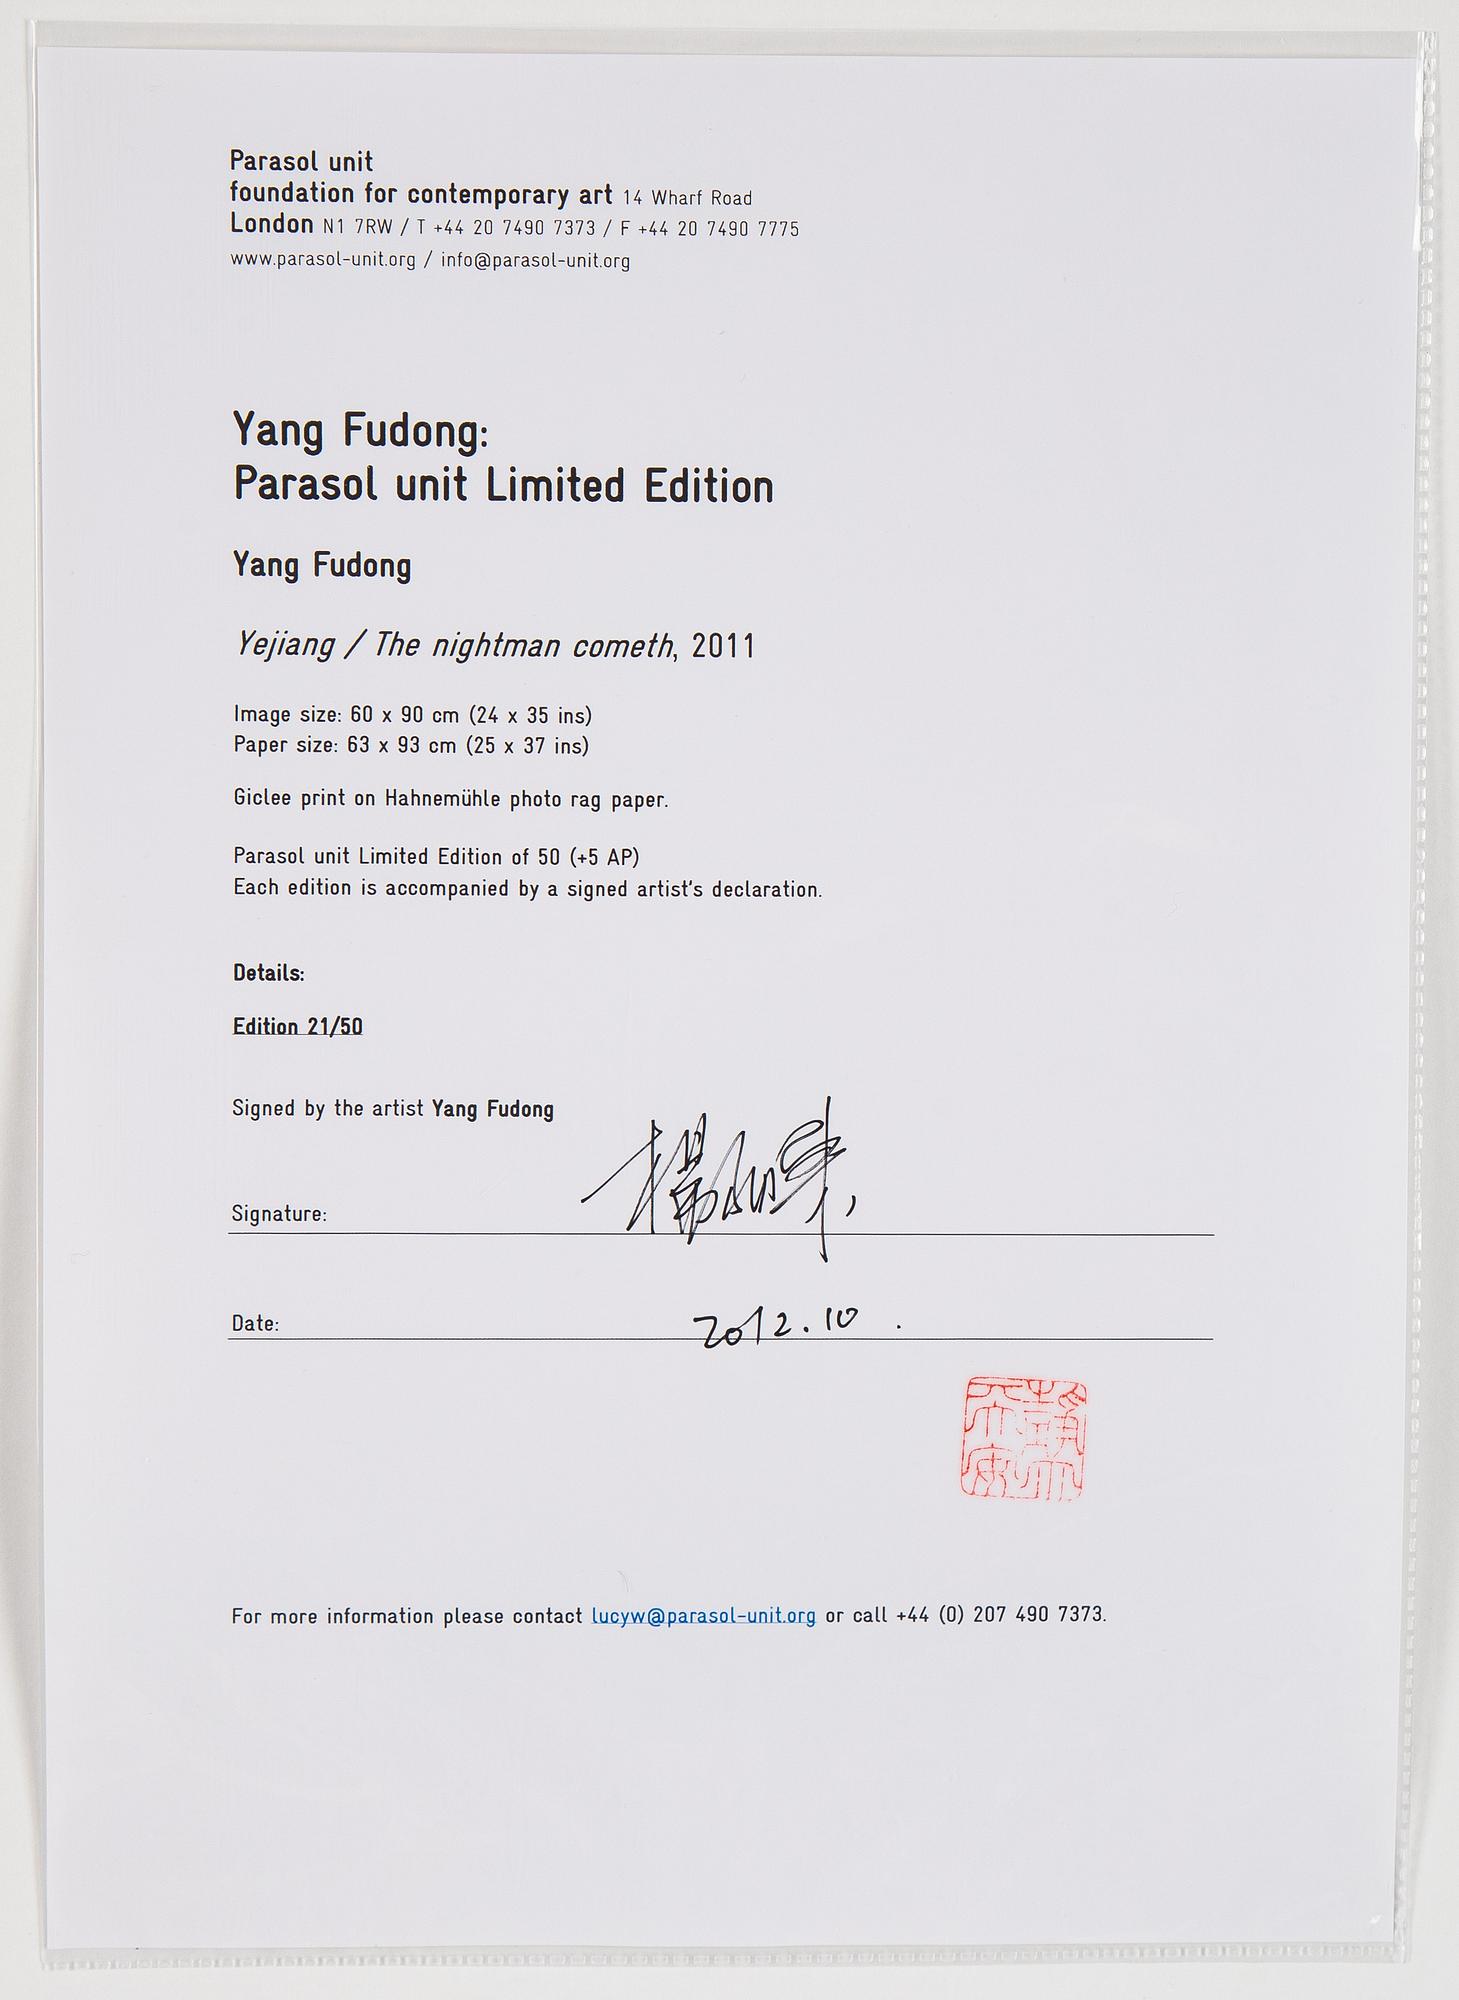 Parasol unit
foundation for contemporary art 14 Wharf Road
London N1 7RW / T +44 20 7490 7373 / F +44 20 7490 7775
www.parasol-unit.org / info@parasol-unit.org
Yang Fudong:
Parasol unit Limited Edition
Yang Fudong
Yejiang / The nightman cometh, 2011
Image size: 60 x 90 cm (24 x 35 ins)
Paper size: 63 x 93 cm (25 x 37 ins)
Giclee print on Hahnemühle photo rag paper.
Parasol unit Limited Edition of 50 (+5 AP)
Each edition is accompanied by a signed artist's declaration.
Details:
Edition 21/50
Signed by the artist Yang Fudong
Signature:
Date: 2012.10.
For more information please contact lucyw@parasol-unit.org or call +44 (0) 207 490 7373.